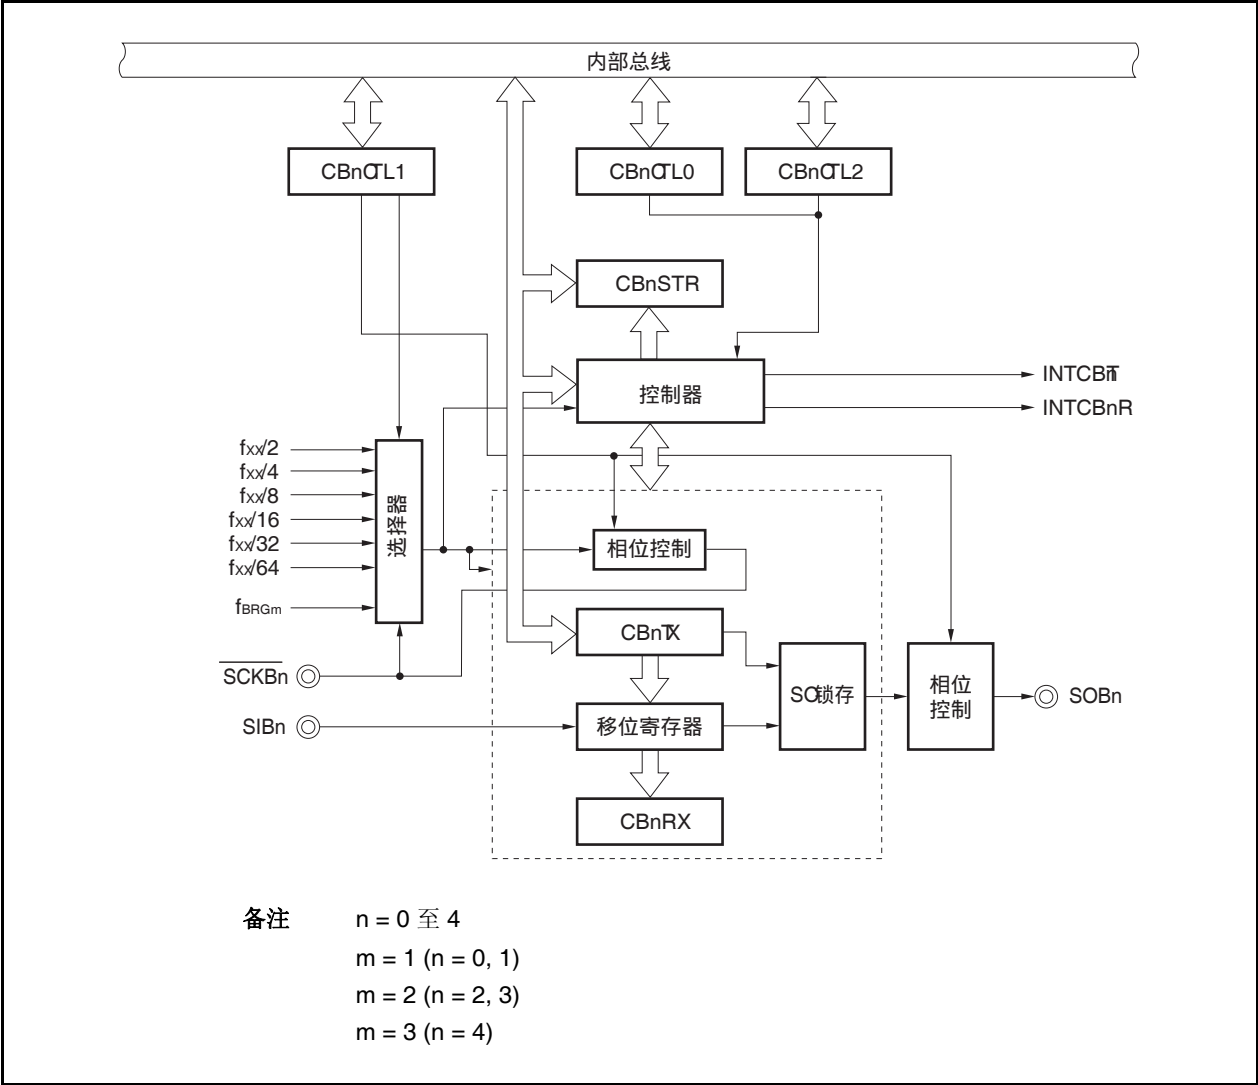 内部总线
CBnCTL1
CBnCTL0
CBnCTL2
CBnSTR
控制器
INTCBnT
INTCBnR
fxx/2
fxx/4
fxx/8
fxx/16
fxx/32
fxx/64
fBRGm
选择器
相位控制
CBnTX
SCKBn
SO锁存
相位
控制
SOBn
SIBn
移位寄存器
CBnRX
备注 n = 0 至 4
m = 1 (n = 0, 1)
m = 2 (n = 2, 3)
m = 3 (n = 4)